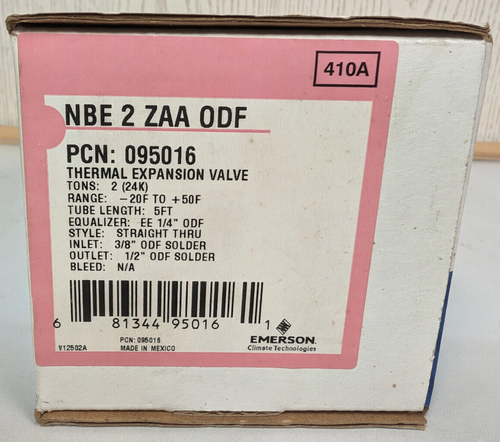 410A
NBE 2 ZAA ODF
PCN: 095016
THERMAL EXPANSION VALVE
TONS: 2 (24K)
RANGE: -20F TO +50F
TUBE LENGTH: 5FT
EQUALIZER: EE 1/4" ODF
STYLE: STRAIGHT THRU
INLET: 3/8" ODF SOLDER
OUTLET: 1/2" ODF SOLDER
BLEED: N/A
6 81344 95016 1
PCN: 095016
MADE IN MEXICO
V12502A
EMERSON
Climate Technologies